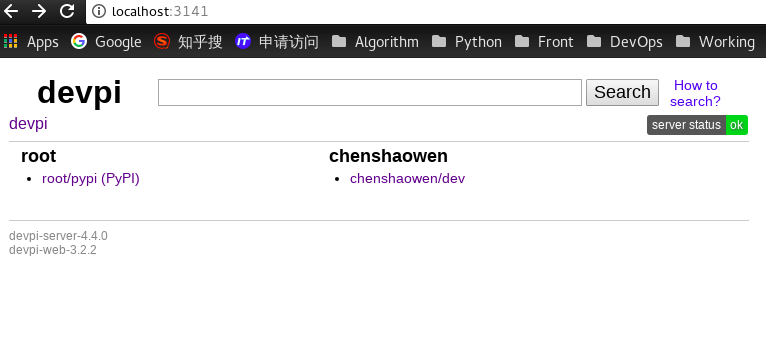 localhost:3141
Apps Google 知乎搜 申请访问 Algorithm Python Front DevOps Working
devpi Search How to search?
devpi server status ok
root chenshaowen
root/pypi (PyPI) chenshaowen/dev
devpi-server-4.4.0
devpi-web-3.2.2